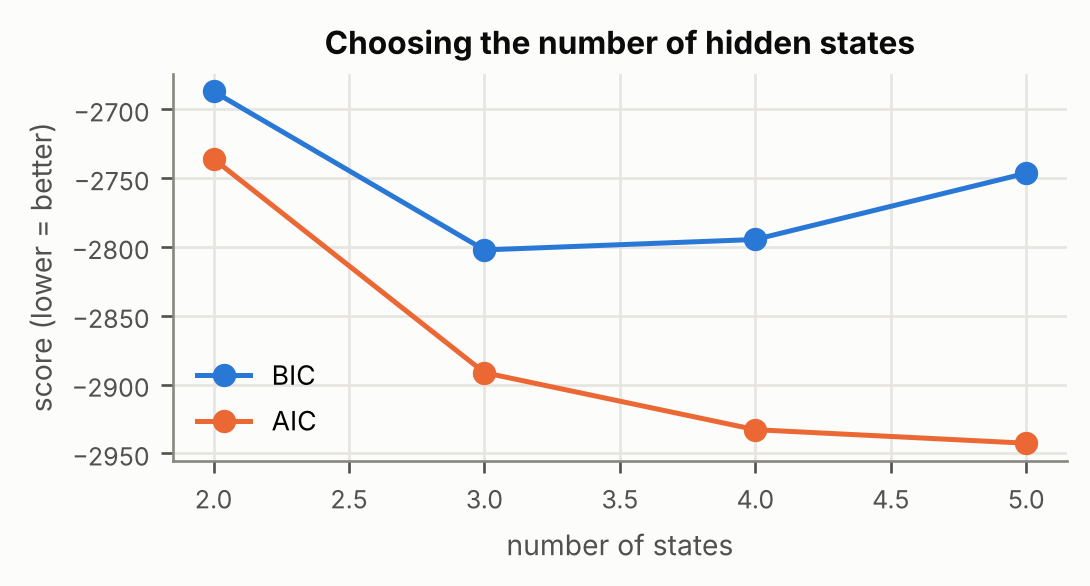 Choosing the number of hidden states
score (lower = better)
−2700
−2750
−2800
−2850
−2900
−2950
BIC
AIC
2.0 2.5 3.0 3.5 4.0 4.5 5.0
number of states